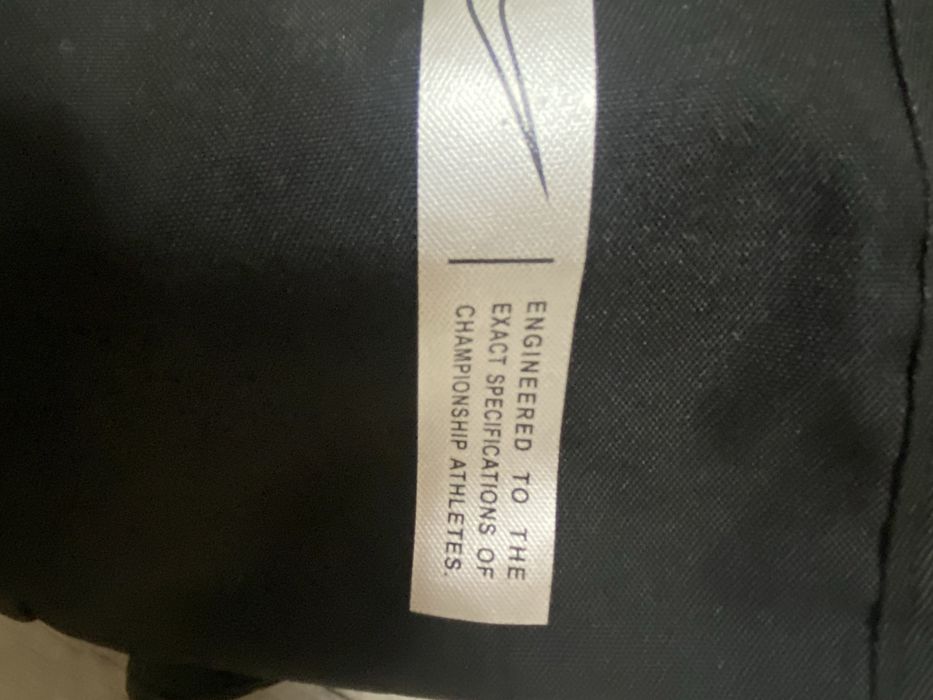 ENGINEERED TO THE
EXACT SPECIFICATIONS OF
CHAMPIONSHIP ATHLETES.